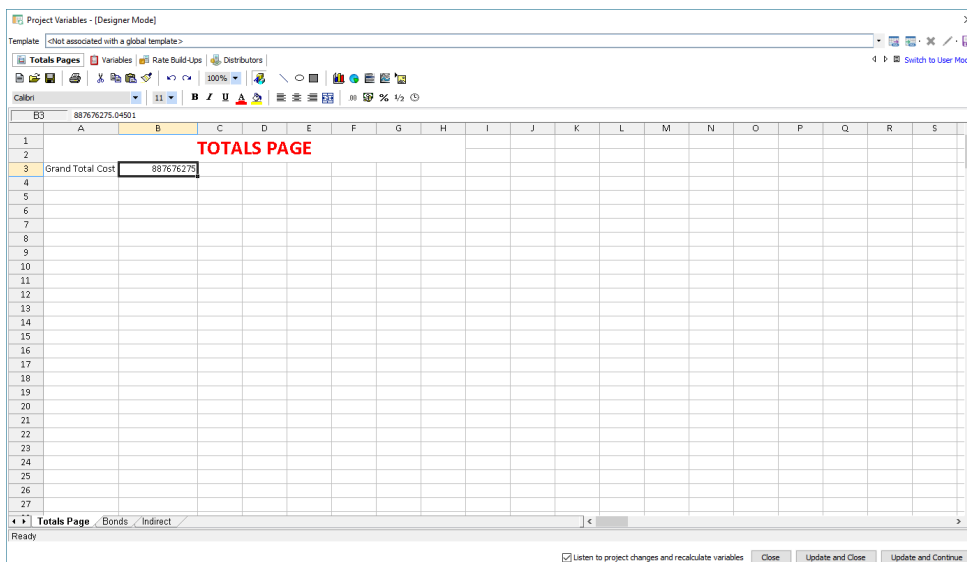 Project Variables - [Designer Mode]
Template <Not associated with a global template>
Totals Pages Variables Rate Build-Ups Distributors Switch to User Mod
100%
Calibri 11 B I U A .00 % 1/2
B3 887676275.04501
A B C D E F G H I J K L M N O P Q R S
1
TOTALS PAGE
2
3 Grand Total Cost 887676275
4
5
6
7
8
9
10
11
12
13
14
15
16
17
18
19
20
21
22
23
24
25
26
27
Totals Page Bonds Indirect
Ready
Listen to project changes and recalculate variables Close Update and Close Update and Continue